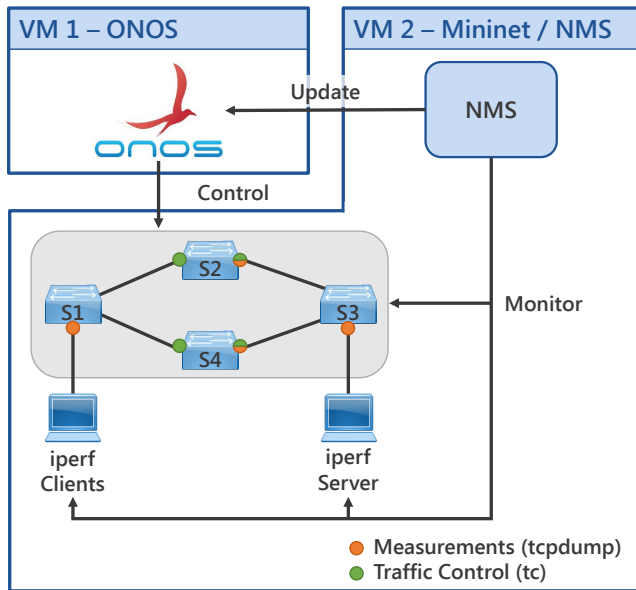 VM 1 – ONOS
VM 2 – Mininet / NMS
Update
NMS
onos
Control
S2
S1
S3
Monitor
S4
iperf
Clients
iperf
Server
Measurements (tcpdump)
Traffic Control (tc)